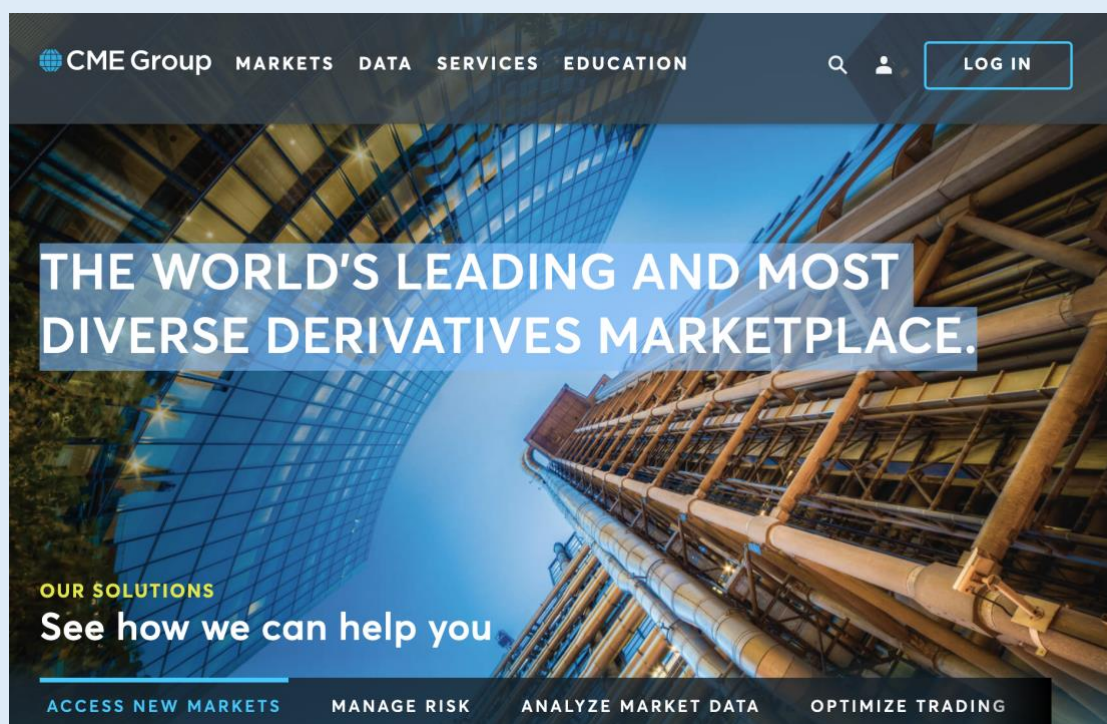 CME Group MARKETS DATA SERVICES EDUCATION LOG IN
THE WORLD'S LEADING AND MOST
DIVERSE DERIVATIVES MARKETPLACE.
OUR SOLUTIONS
See how we can help you
ACCESS NEW MARKETS MANAGE RISK ANALYZE MARKET DATA OPTIMIZE TRADING